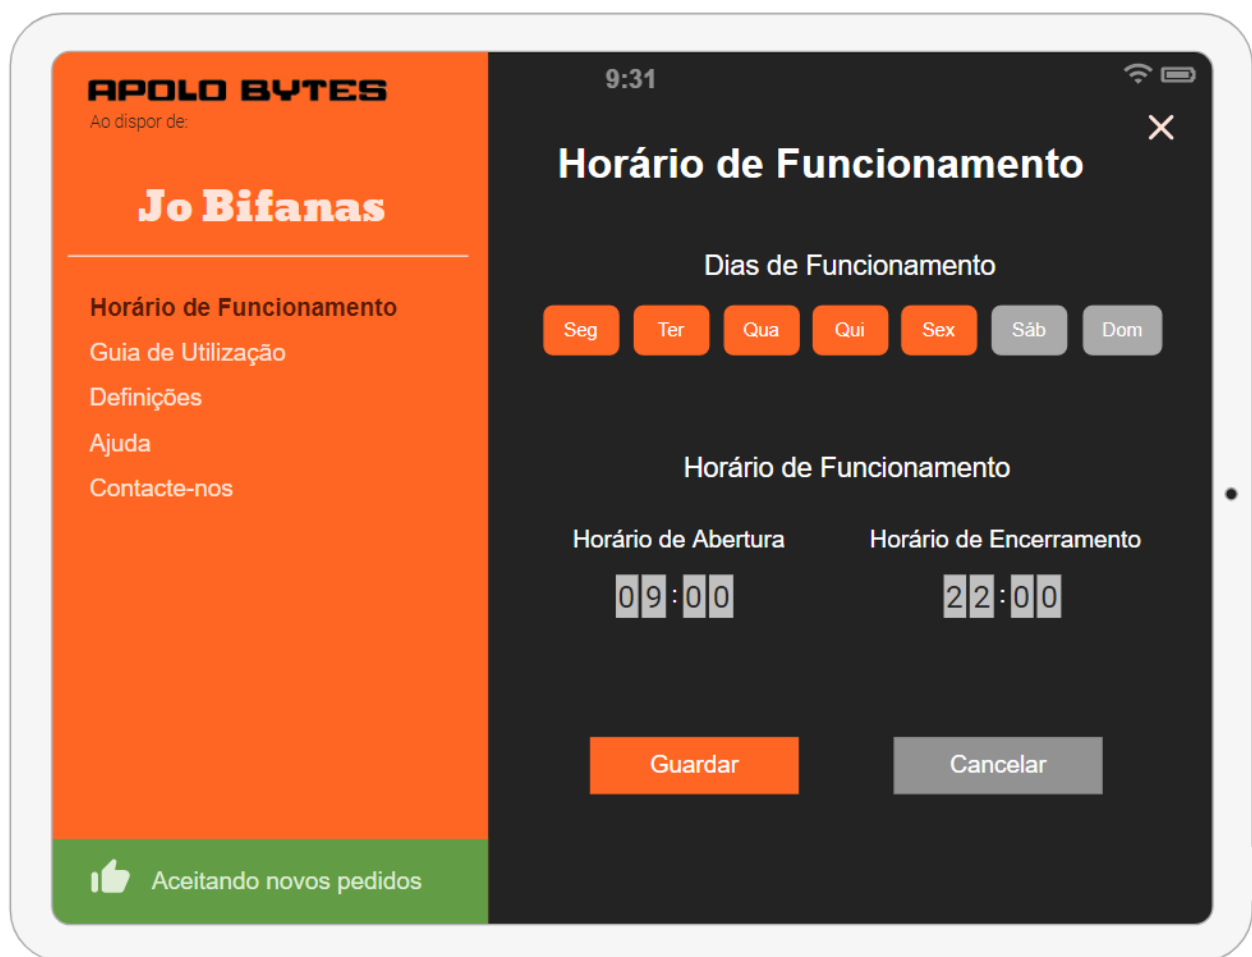 APOLO BYTES
Ao dispor de:
Jo Bifanas
Horário de Funcionamento
Guia de Utilização
Definições
Ajuda
Contacte-nos
Aceitando novos pedidos
9:31
Horário de Funcionamento
Dias de Funcionamento
Seg Ter Qua Qui Sex Sáb Dom
Horário de Funcionamento
Horário de Abertura Horário de Encerramento
09:00 22:00
Guardar Cancelar